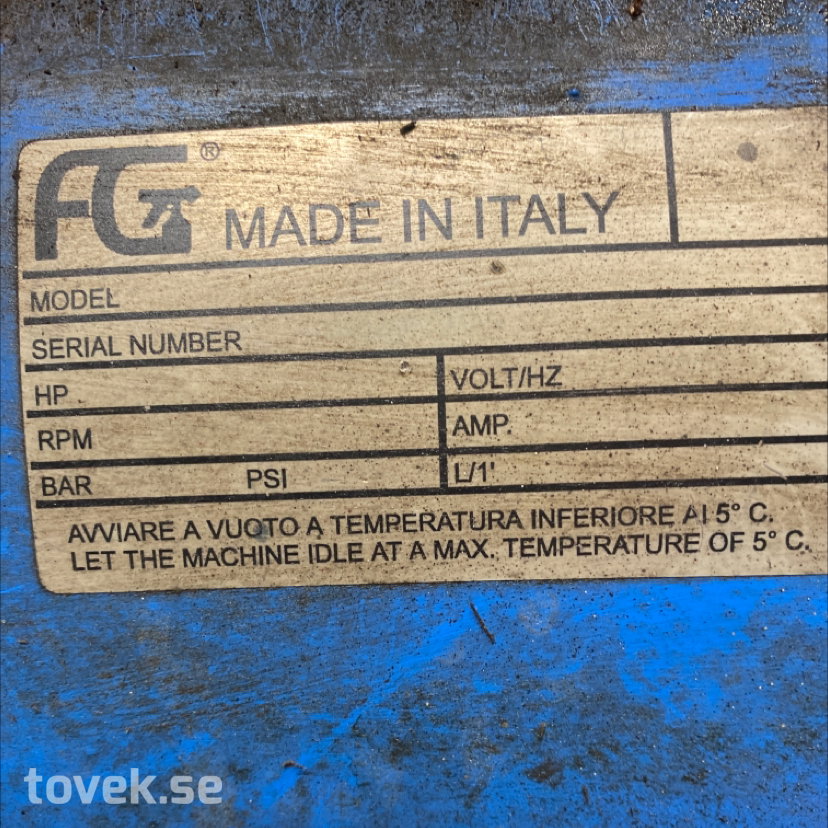 FG® MADE IN ITALY
MODEL
SERIAL NUMBER
HP VOLT/HZ
RPM AMP.
BAR PSI L/1'
AVVIARE A VUOTO A TEMPERATURA INFERIORE AI 5° C.
LET THE MACHINE IDLE AT A MAX. TEMPERATURE OF 5° C.
tovek.se